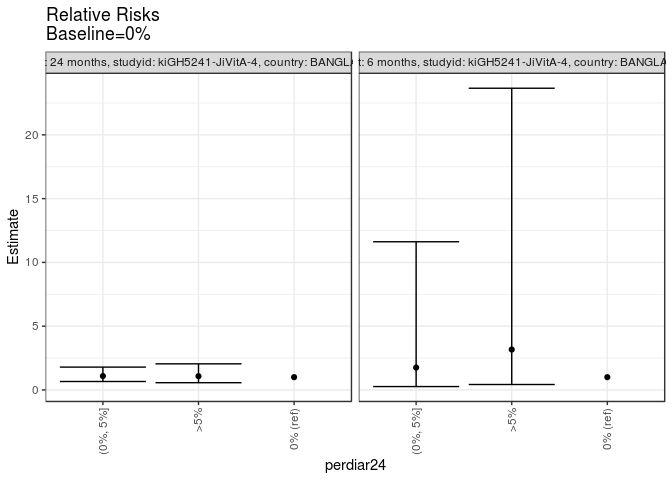 Relative Risks
Baseline=0%
: 24 months, studyid: kiGH5241-JiVitA-4, country: BANGLA
t: 6 months, studyid: kiGH5241-JiVitA-4, country: BANGLA
Estimate
20
15
10
5
0
(0%, 5%]
>5%
0% (ref)
(0%, 5%]
>5%
0% (ref)
perdiar24